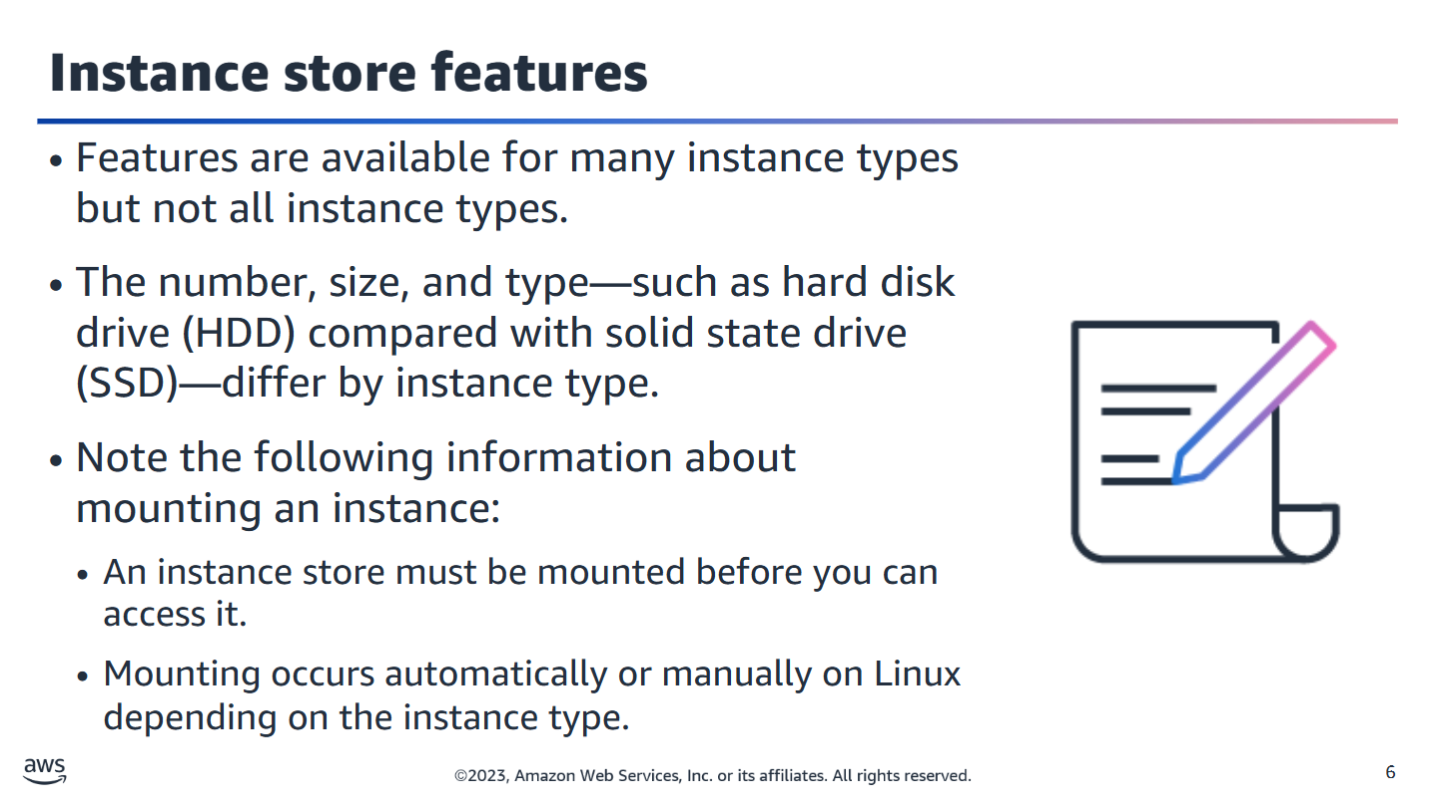 Instance store features
• Features are available for many instance types
but not all instance types.
• The number, size, and type—such as hard disk
drive (HDD) compared with solid state drive
(SSD)—differ by instance type.
• Note the following information about
mounting an instance:
• An instance store must be mounted before you can
access it.
• Mounting occurs automatically or manually on Linux
depending on the instance type.
aws
©2023, Amazon Web Services, Inc. or its affiliates. All rights reserved.
6